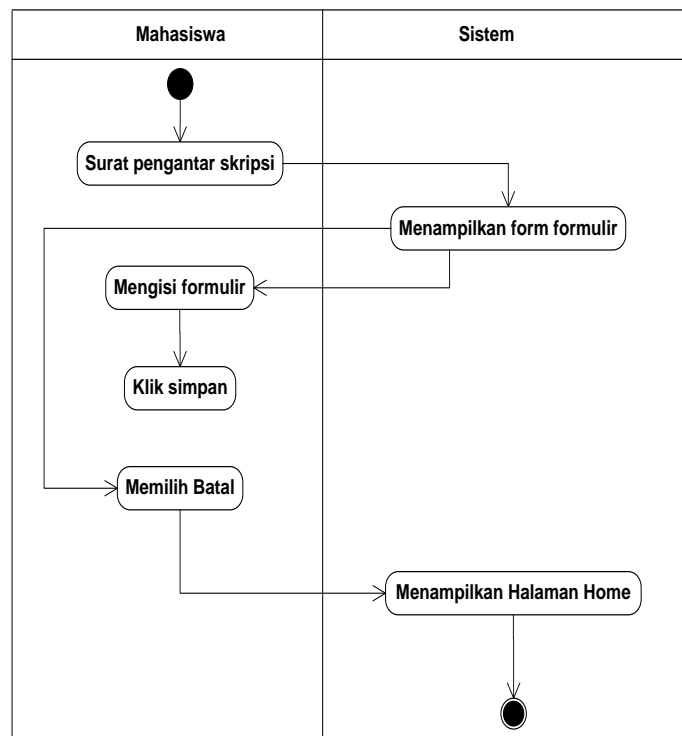 Mahasiswa
Sistem
Surat pengantar skripsi
Menampilkan form formulir
Mengisi formulir
Klik simpan
Memilih Batal
Menampilkan Halaman Home